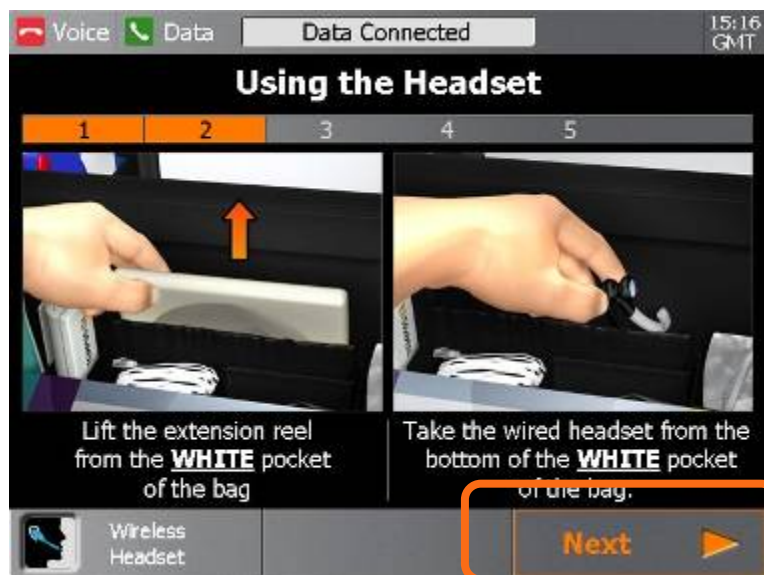 Voice Data Data Connected 15:16
GMT
Using the Headset
1 2 3 4 5
Lift the extension reel
from the WHITE pocket
of the bag
Take the wired headset from the
bottom of the WHITE pocket
of the bag.
Wireless
Headset
Next